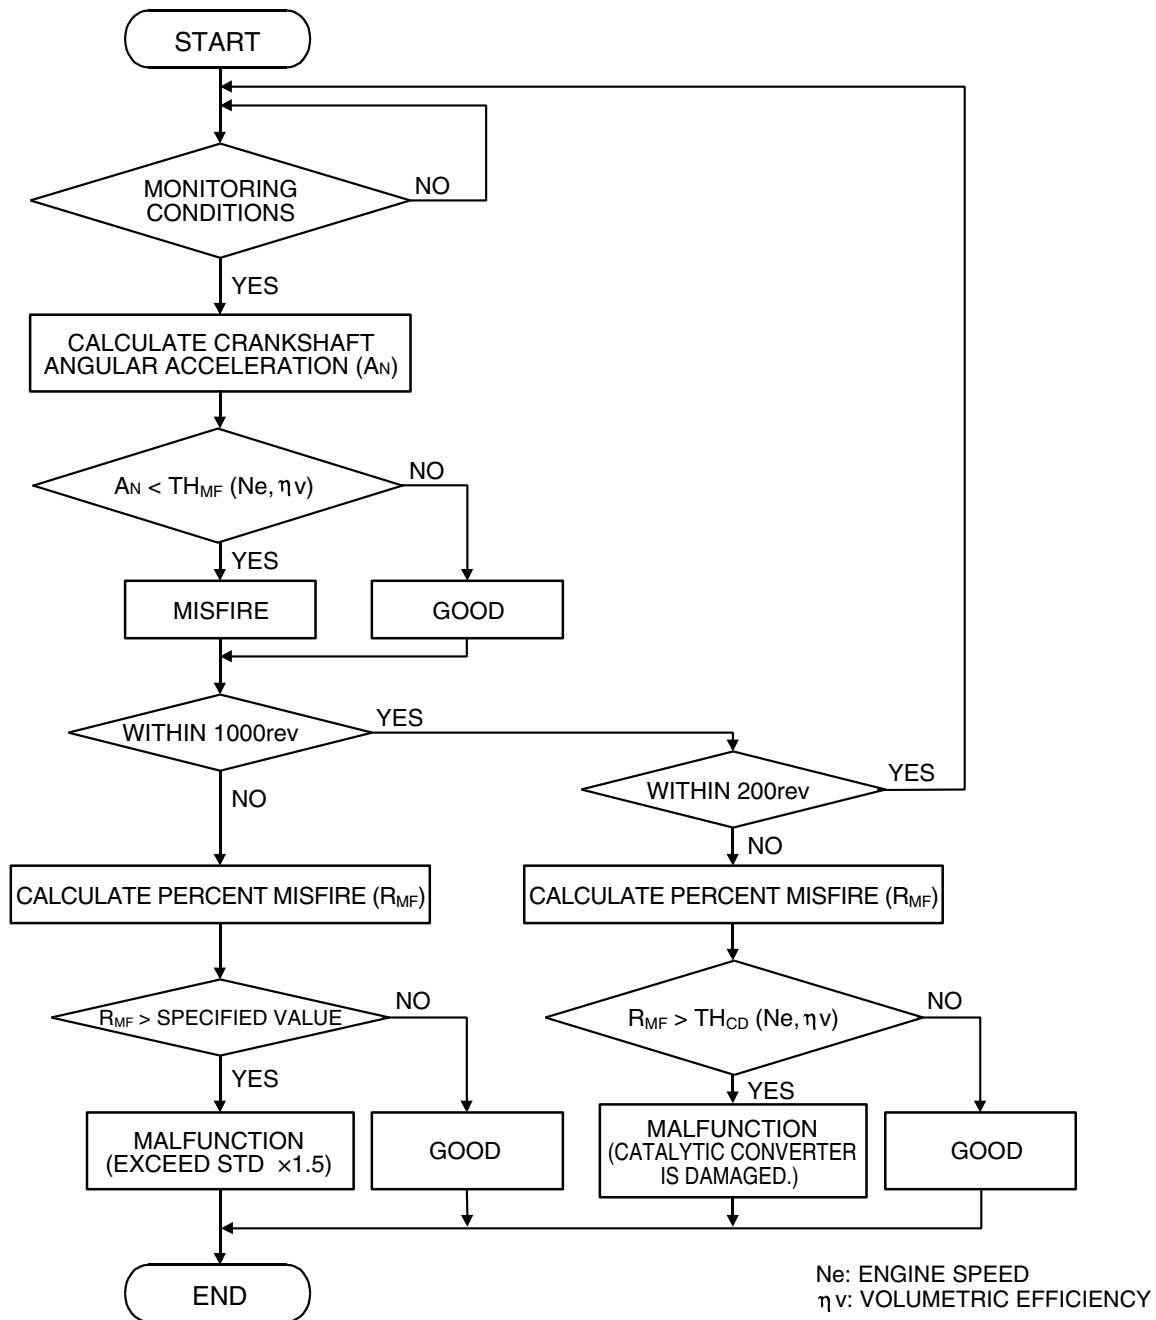 START
MONITORING
CONDITIONS
NO
YES
CALCULATE CRANKSHAFT
ANGULAR ACCELERATION (AN)
AN < THMF (Ne, ηv)
NO
YES
MISFIRE
GOOD
WITHIN 1000rev
YES
WITHIN 200rev
YES
NO
NO
CALCULATE PERCENT MISFIRE (RMF)
CALCULATE PERCENT MISFIRE (RMF)
RMF > SPECIFIED VALUE
NO
RMF > THCD (Ne, ηv)
NO
YES
YES
MALFUNCTION
(EXCEED STD ×1.5)
GOOD
MALFUNCTION
(CATALYTIC CONVERTER
IS DAMAGED.)
GOOD
END
Ne: ENGINE SPEED
ηv: VOLUMETRIC EFFICIENCY